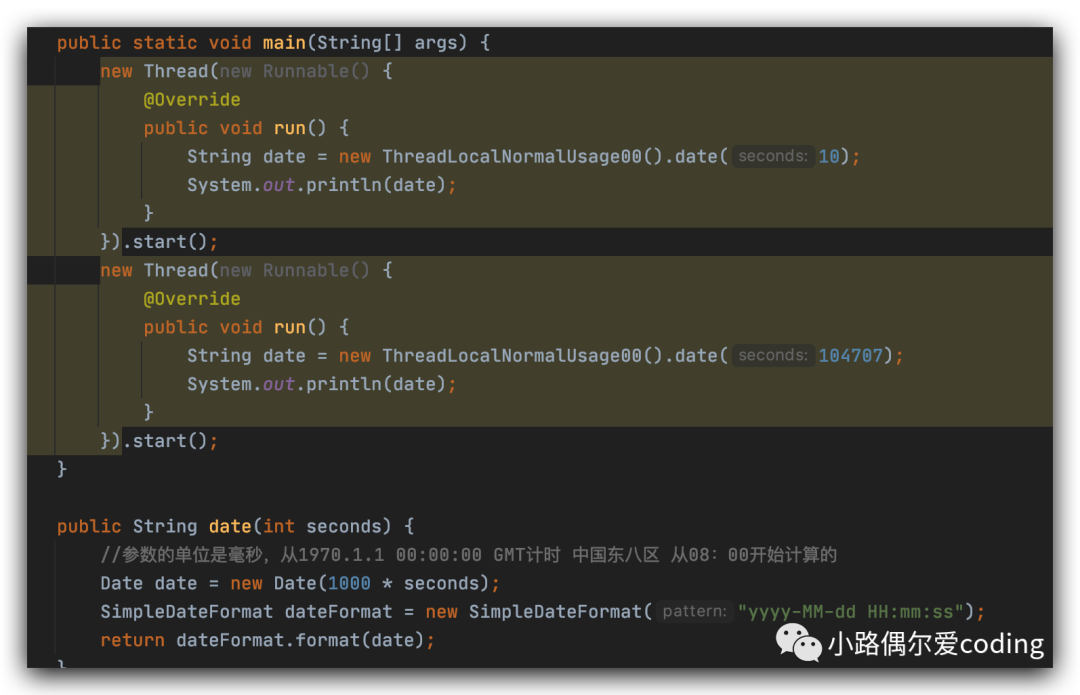 public static void main(String[] args) {
new Thread(new Runnable() {
@Override
public void run() {
String date = new ThreadLocalNormalUsage00().date( seconds: 10);
System.out.println(date);
}
}).start();
new Thread(new Runnable() {
@Override
public void run() {
String date = new ThreadLocalNormalUsage00().date( seconds: 104707);
System.out.println(date);
}
}).start();
}
public String date(int seconds) {
//参数的单位是毫秒，从1970.1.1 00:00:00 GMT计时 中国东八区 从08：00开始计算的
Date date = new Date(1000 * seconds);
SimpleDateFormat dateFormat = new SimpleDateFormat( pattern: "yyyy-MM-dd HH:mm:ss");
return dateFormat.format(date);
}
小路偶尔爱coding